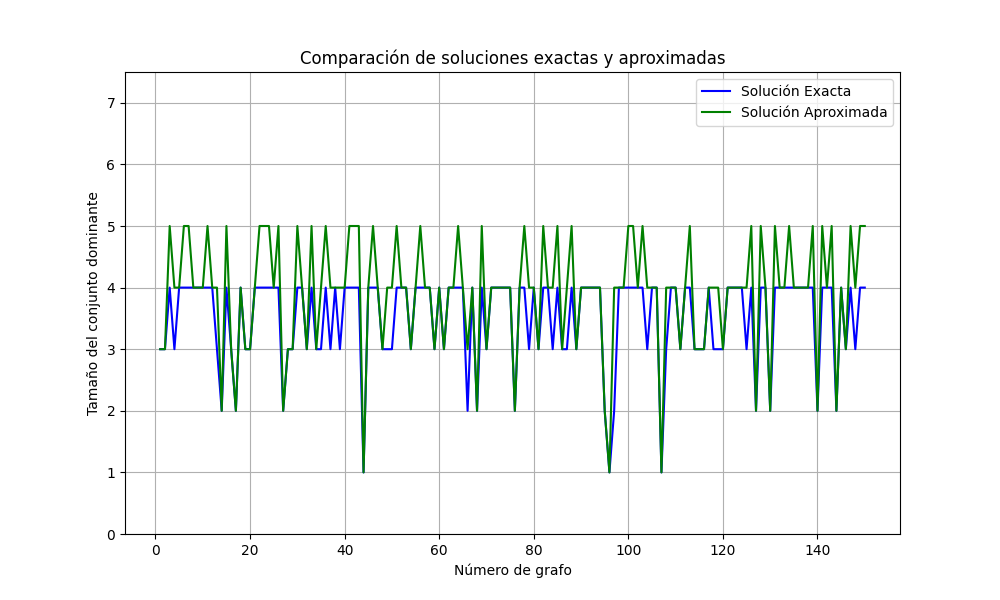 Comparación de soluciones exactas y aproximadas
Solución Exacta
Solución Aproximada
Tamaño del conjunto dominante
7
6
5
4
3
2
1
0
0 20 40 60 80 100 120 140
Número de grafo